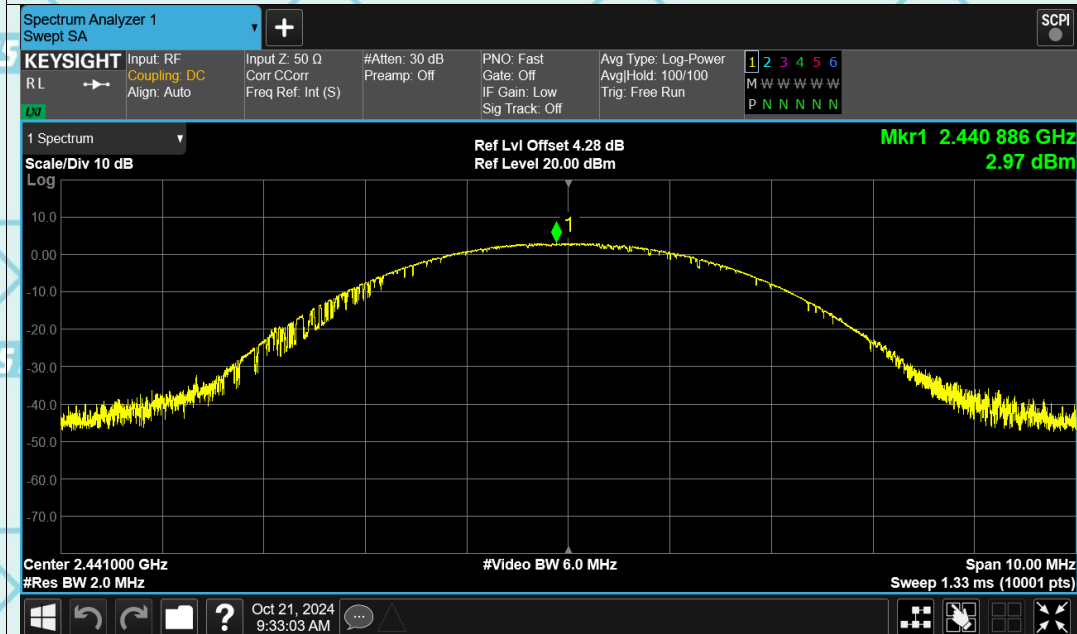 Spectrum Analyzer 1
Swept SA
+
SCPI
KEYSIGHT
R L
LXI
Input: RF
Coupling: DC
Align: Auto
Input Z: 50 Ω
Corr CCorr
Freq Ref: Int (S)
#Atten: 30 dB
Preamp: Off
PNO: Fast
Gate: Off
IF Gain: Low
Sig Track: Off
Avg Type: Log-Power
Avg|Hold: 100/100
Trig: Free Run
1 2 3 4 5 6
M W W W W W
P N N N N N
1 Spectrum
Scale/Div 10 dB
Log
Ref Lvl Offset 4.28 dB
Ref Level 20.00 dBm
Mkr1 2.440 886 GHz
2.97 dBm
1
10.0
0.00
-10.0
-20.0
-30.0
-40.0
-50.0
-60.0
-70.0
Center 2.441000 GHz
#Video BW 6.0 MHz
Span 10.00 MHz
#Res BW 2.0 MHz
Sweep 1.33 ms (10001 pts)
?
Oct 21, 2024
9:33:03 AM